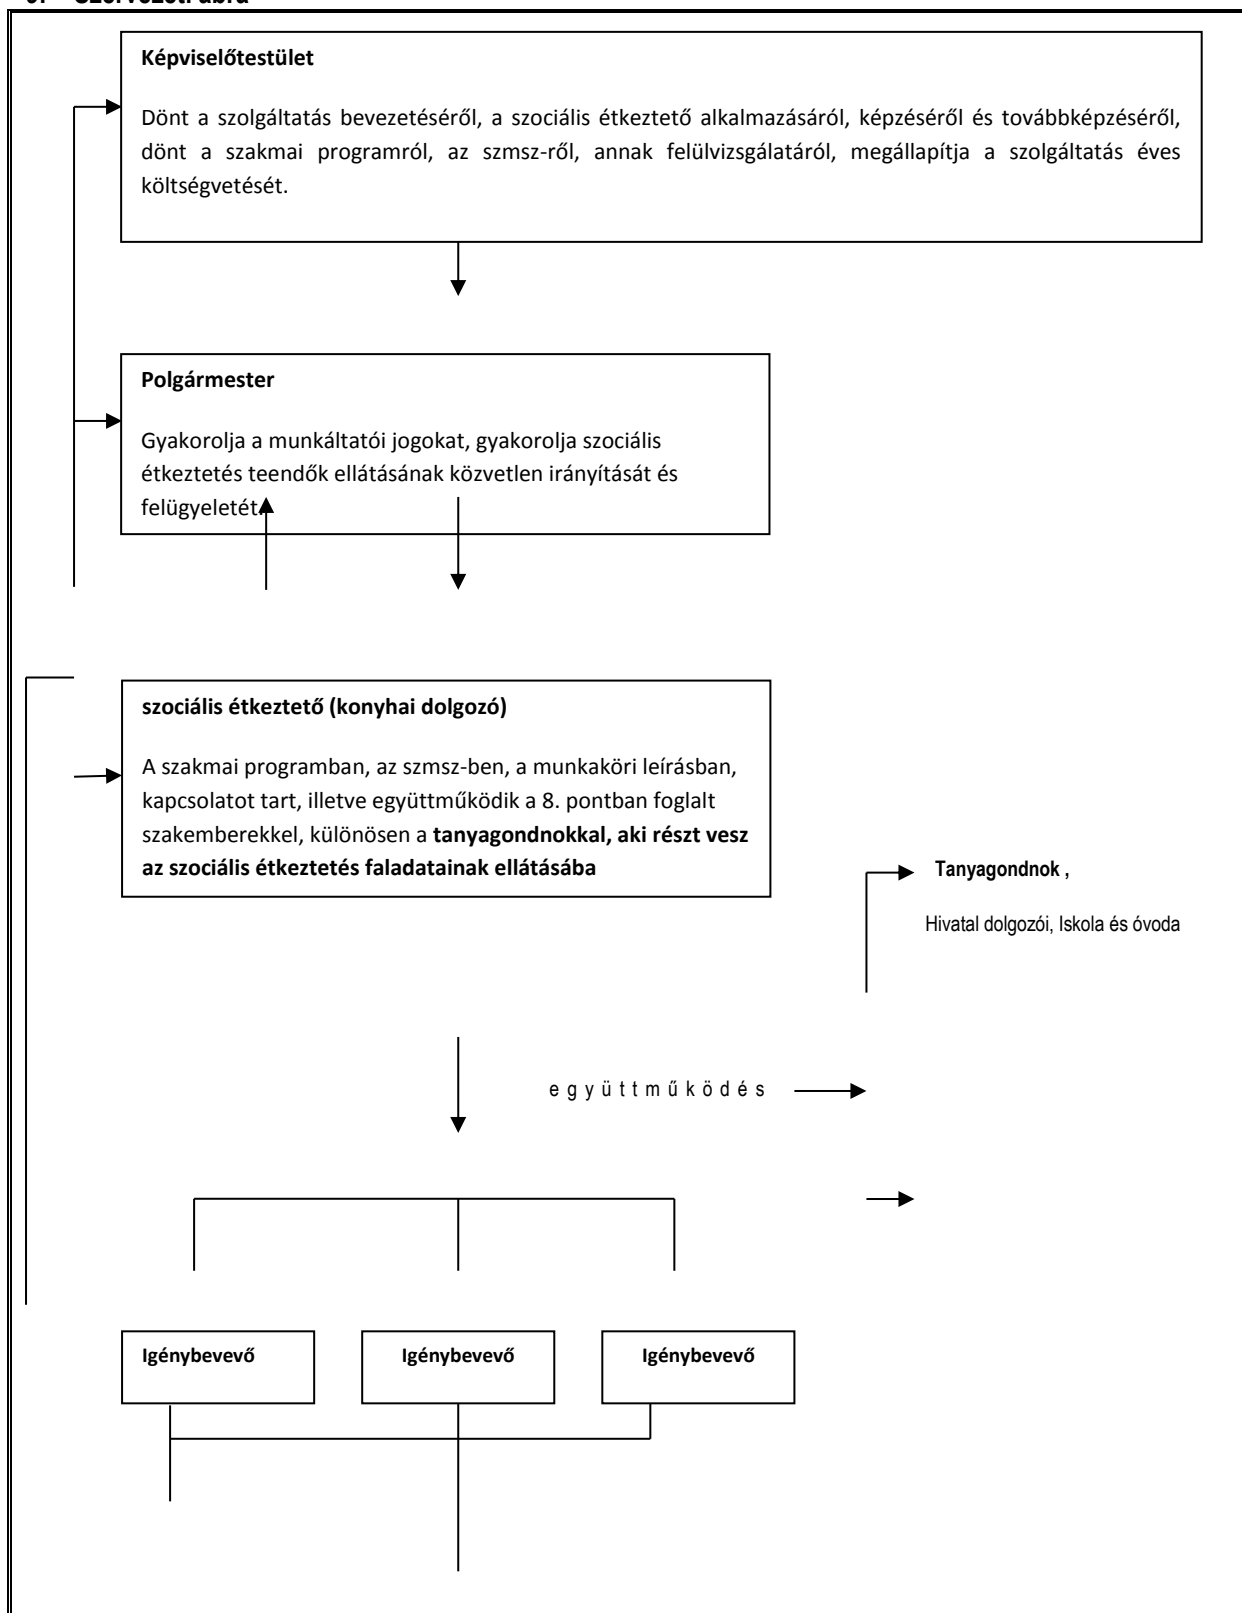 Szervezeti ábra
Képviselőtestület
Dönt a szolgáltatás bevezetéséről, a szociális étkeztető alkalmazásáról, képzéséről és továbbképzéséről,
dönt a szakmai programról, az szmsz-ről, annak felülvizsgálatáról, megállapítja a szolgáltatás éves
költségvetését.
Polgármester
Gyakorolja a munkáltatói jogokat, gyakorolja szociális
étkeztetés teendők ellátásának közvetlen irányítását és
felügyeletét.
szociális étkeztető (konyhai dolgozó)
A szakmai programban, az szmsz-ben, a munkaköri leírásban,
kapcsolatot tart, illetve együttműködik a 8. pontban foglalt
szakemberekkel, különösen a tanyagondnokkal, aki részt vesz
az szociális étkeztetés faladatainak ellátásába
Tanyagondnok ,
Hivatal dolgozói, Iskola és óvoda
e g y ü t t m ű k ö d é s
Igénybevevő
Igénybevevő
Igénybevevő